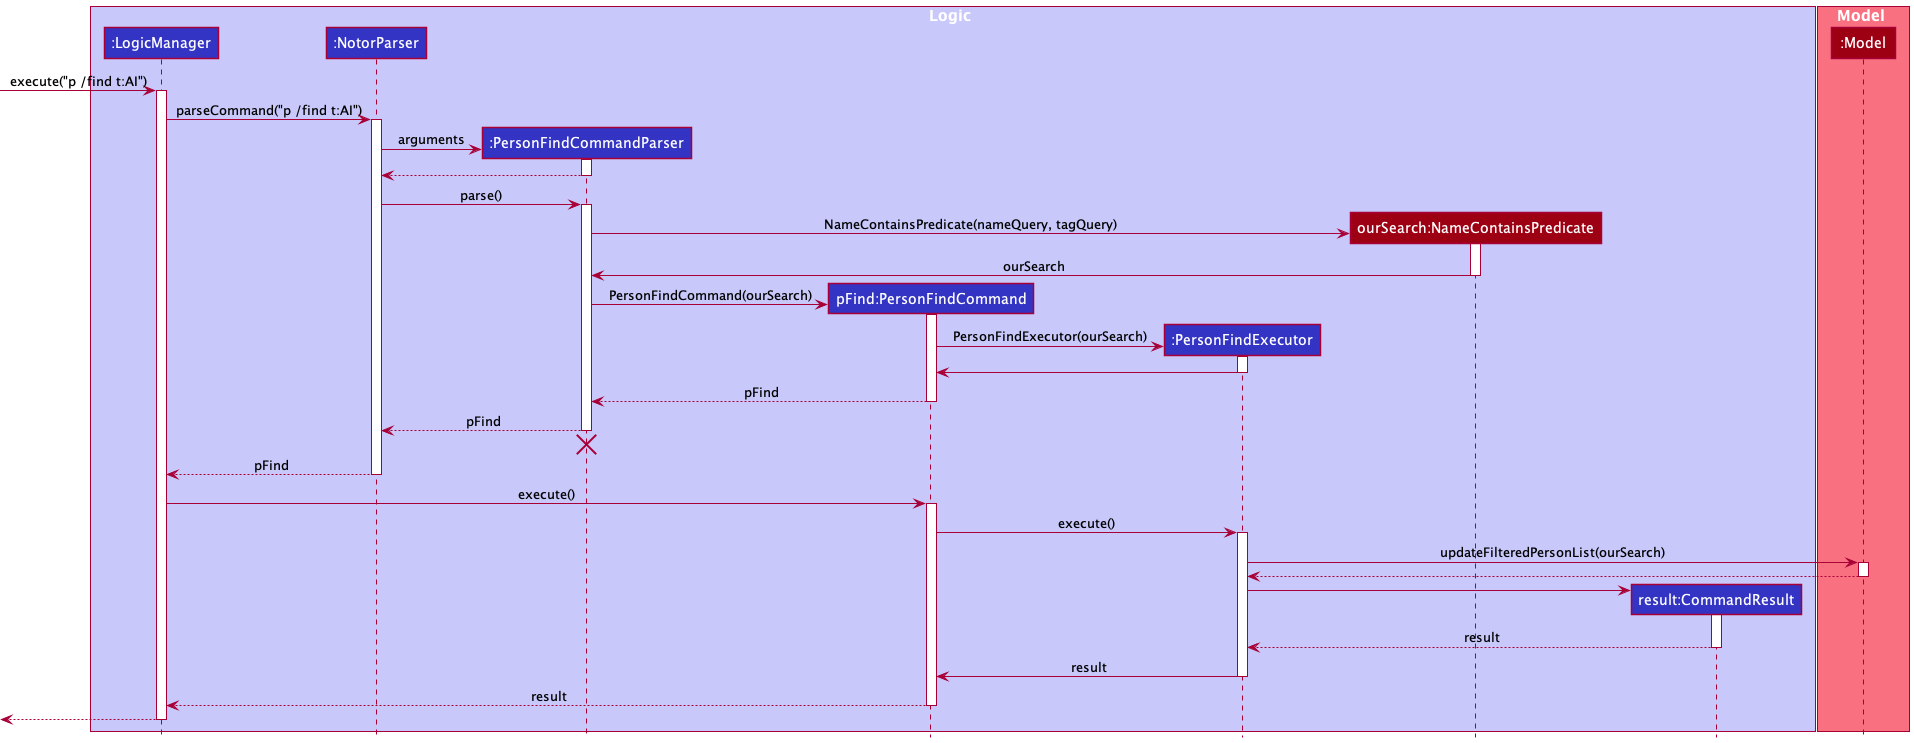 Logic
Model
:LogicManager
:NotorParser
:Model
execute("p /find t:AI")
parseCommand("p /find t:AI")
arguments
:PersonFindCommandParser
parse()
NameContainsPredicate(nameQuery, tagQuery)
ourSearch:NameContainsPredicate
ourSearch
PersonFindCommand(ourSearch)
pFind:PersonFindCommand
PersonFindExecutor(ourSearch)
:PersonFindExecutor
pFind
pFind
pFind
execute()
execute()
updateFilteredPersonList(ourSearch)
result:CommandResult
result
result
result